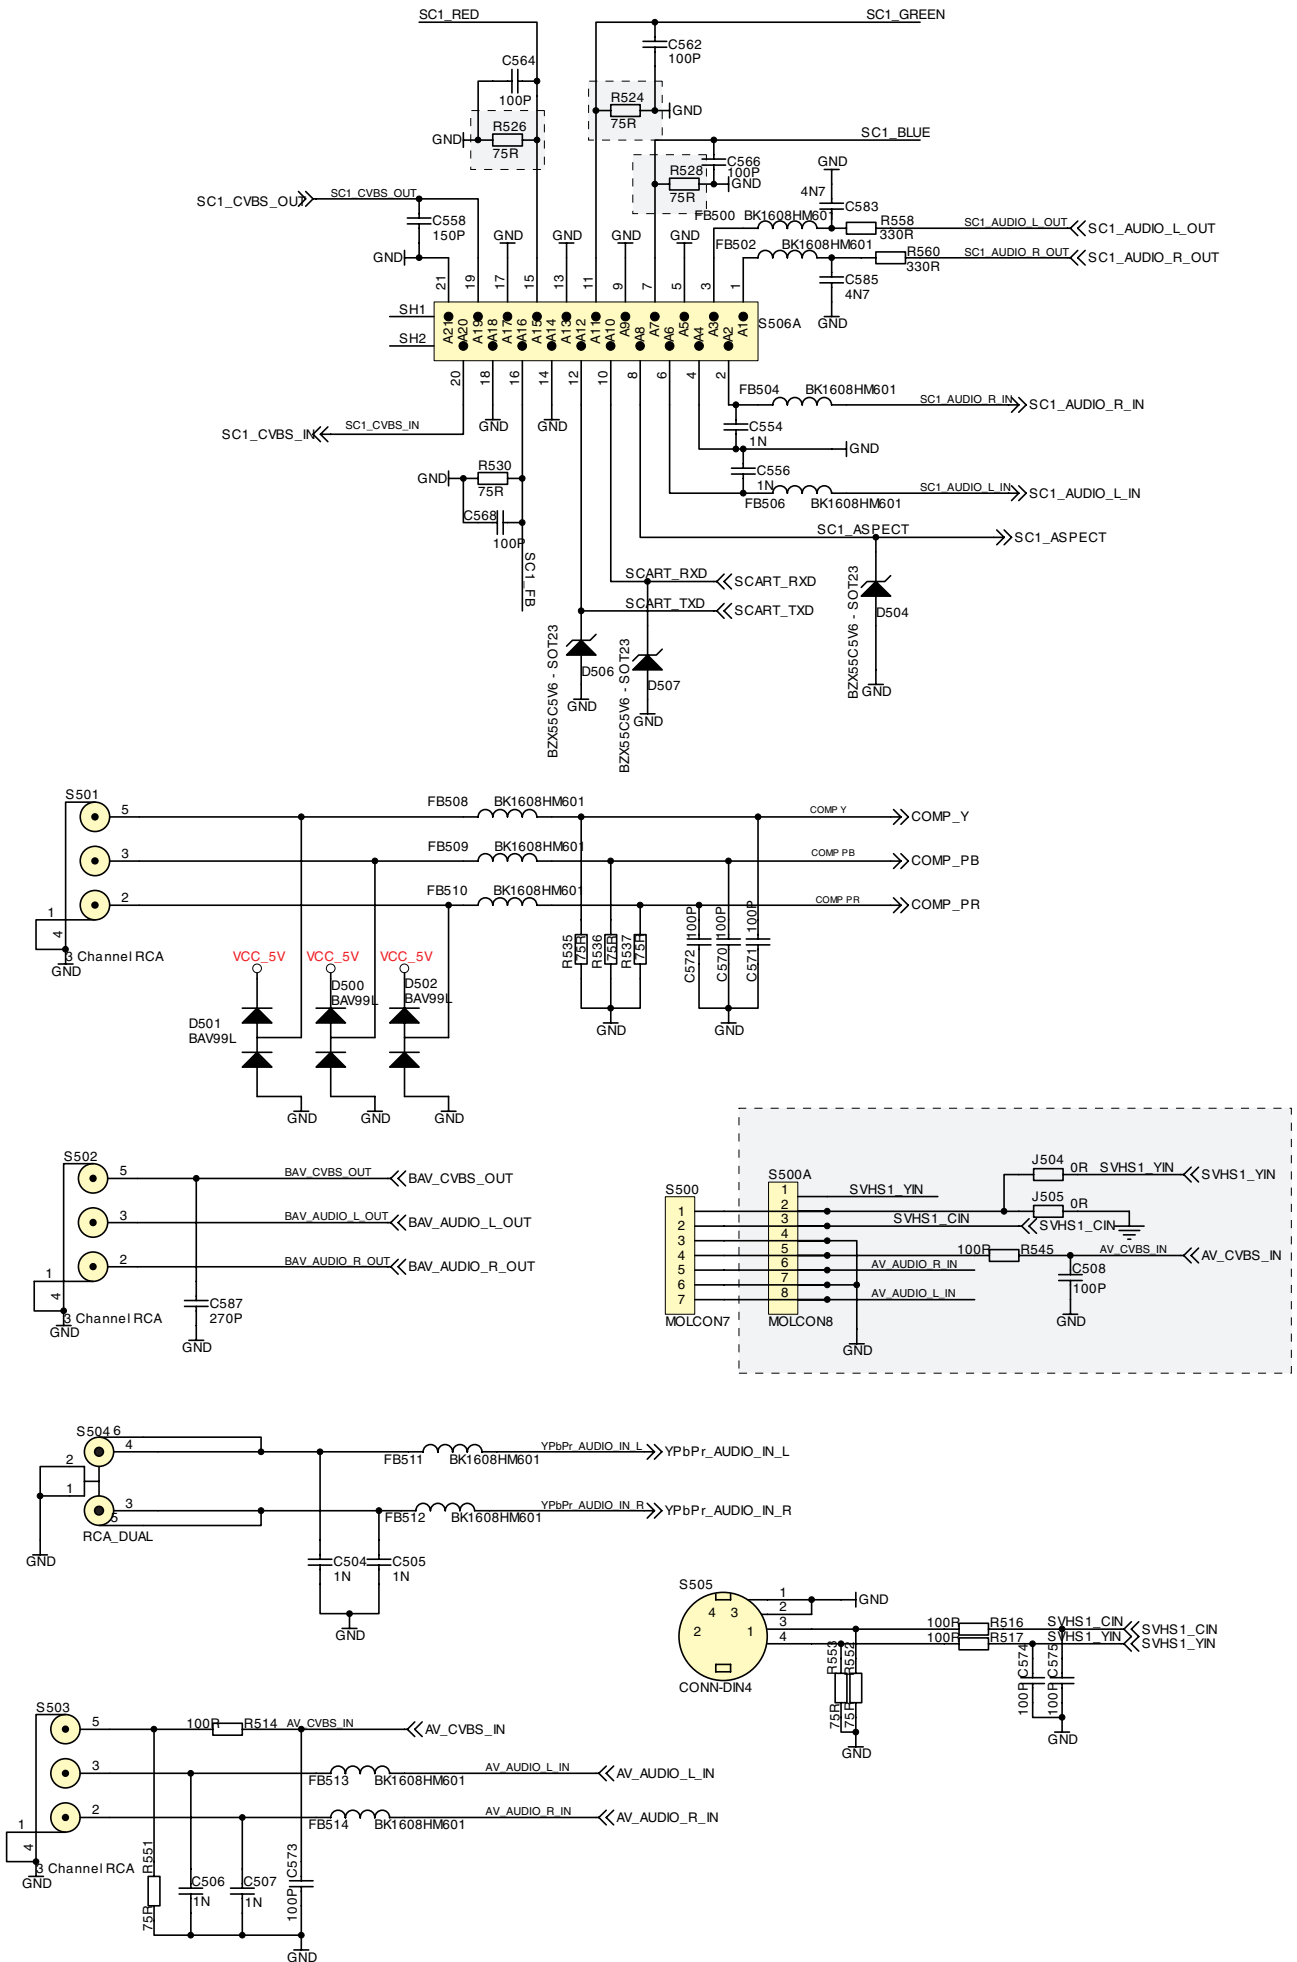 SC1_RED
SC1_GREEN
C562
100P
C564
100P
R524
75R
GND
R526
75R
GND
SC1_BLUE
C566
100P
R528
75R
GND
GND
4N7
C583
SC1_CVBS_OUT
SC1_CVBS_OUT
C558
150P
GND
FB500
BK1608HM601
R558
330R
SC1_AUDIO_L_OUT
SC1_AUDIO_L_OUT
FB502
BK1608HM601
R560
330R
SC1_AUDIO_R_OUT
SC1_AUDIO_R_OUT
C585
4N7
GND
GND
GND
GND
GND
21
19
17
15
13
11
9
7
5
3
1
SH1
SH2
A21
A20
A19
A18
A17
A16
A15
A14
A13
A12
A11
A10
A9
A8
A7
A6
A5
A4
A3
A2
A1
S506A
20
18
16
14
12
10
8
6
4
2
GND
GND
SC1_CVBS_IN
SC1_CVBS_IN
FB504
BK1608HM601
SC1_AUDIO_R_IN
SC1_AUDIO_R_IN
C554
1N
GND
C556
1N
FB506
BK1608HM601
SC1_AUDIO_L_IN
SC1_AUDIO_L_IN
GND
R530
75R
C568
100P
SC1_FB
SC1_ASPECT
SC1_ASPECT
SCART_RXD
SCART_RXD
SCART_TXD
SCART_TXD
BZX55C5V6 - SOT23
D506
GND
BZX55C5V6 - SOT23
D507
GND
BZX55C5V6 - SOT23
D504
GND
S501
5
3
2
1
4
3 Channel RCA
GND
FB508
BK1608HM601
COMP Y
COMP_Y
FB509
BK1608HM601
COMP PB
COMP_PB
FB510
BK1608HM601
COMP PR
COMP_PR
VCC_5V
VCC_5V
VCC_5V
D501
BAV99L
D500
BAV99L
D502
BAV99L
GND
GND
GND
R535
75R
R536
75R
R537
75R
GND
C572
100P
C570
100P
C571
100P
GND
S502
5
3
2
1
4
3 Channel RCA
GND
BAV_CVBS_OUT
BAV_CVBS_OUT
BAV_AUDIO_L_OUT
BAV_AUDIO_L_OUT
BAV_AUDIO_R_OUT
BAV_AUDIO_R_OUT
C587
270P
GND
S500
1
2
3
4
5
6
7
MOLCON7
S500A
1
2
3
4
5
6
7
8
MOLCON8
SVHS1_YIN
J504
0R
SVHS1_YIN
SVHS1_YIN
J505
0R
SVHS1_CIN
SVHS1_CIN
100R
R545
AV_CVBS_IN
AV_CVBS_IN
AV_AUDIO_R_IN
C508
100P
GND
AV_AUDIO_L_IN
GND
S504
6
4
2
1
3
5
RCA_DUAL
GND
FB511
BK1608HM601
YPbPr_AUDIO_IN_L
YPbPr_AUDIO_IN_L
FB512
BK1608HM601
YPbPr_AUDIO_IN_R
YPbPr_AUDIO_IN_R
C504
1N
C505
1N
GND
S505
4
3
2
1
CONN-DIN4
1
2
3
4
GND
100R
R516
SVHS1_CIN
SVHS1_CIN
100R
R517
SVHS1_YIN
SVHS1_YIN
R553
75R
R552
75R
GND
C574
100P
C575
100P
GND
S503
5
3
2
1
4
3 Channel RCA
GND
100R
R514
AV_CVBS_IN
AV_CVBS_IN
FB513
BK1608HM601
AV_AUDIO_L_IN
AV_AUDIO_L_IN
FB514
BK1608HM601
AV_AUDIO_R_IN
AV_AUDIO_R_IN
R551
75R
C506
1N
C507
1N
C573
100P
GND